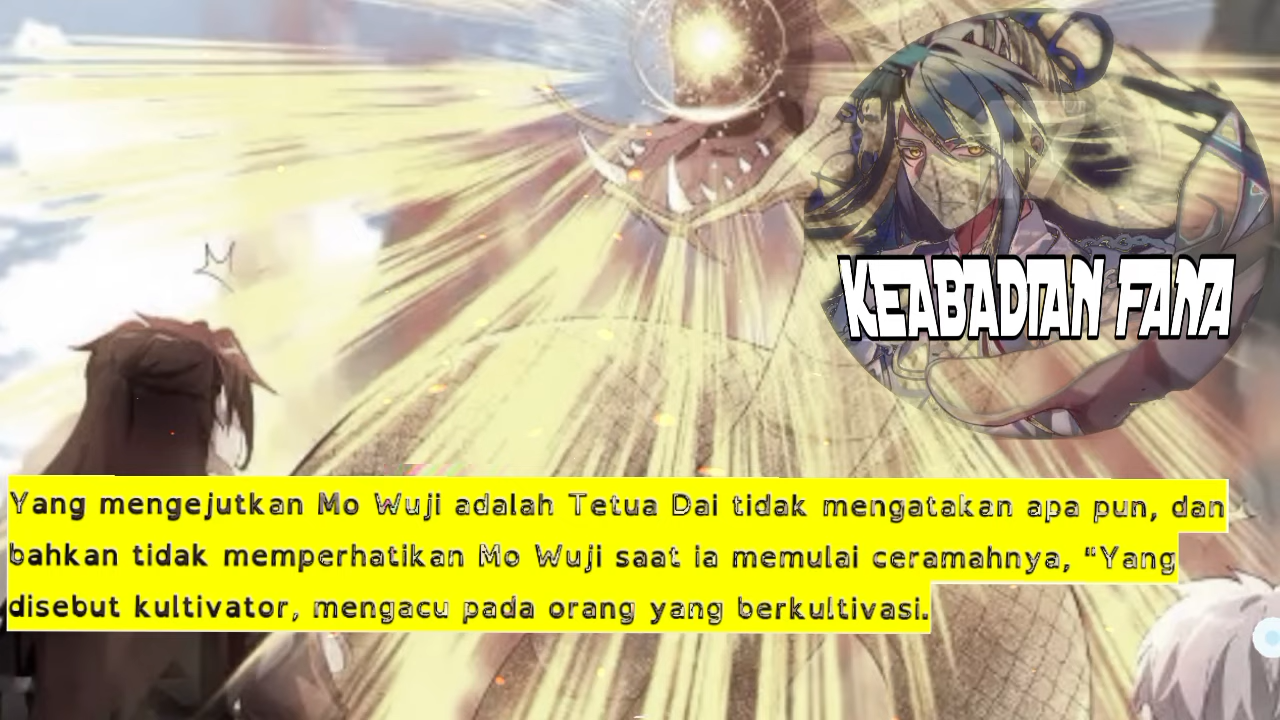 KEABADIAN FANA
Yang mengejutkan Mo Wuji adalah Tetua Dai tidak mengatakan apa pun, dan
bahkan tidak memperhatikan Mo Wuji saat ia memulai ceramahnya, “Yang
disebut kultivator, mengacu pada orang yang berkultivasi.